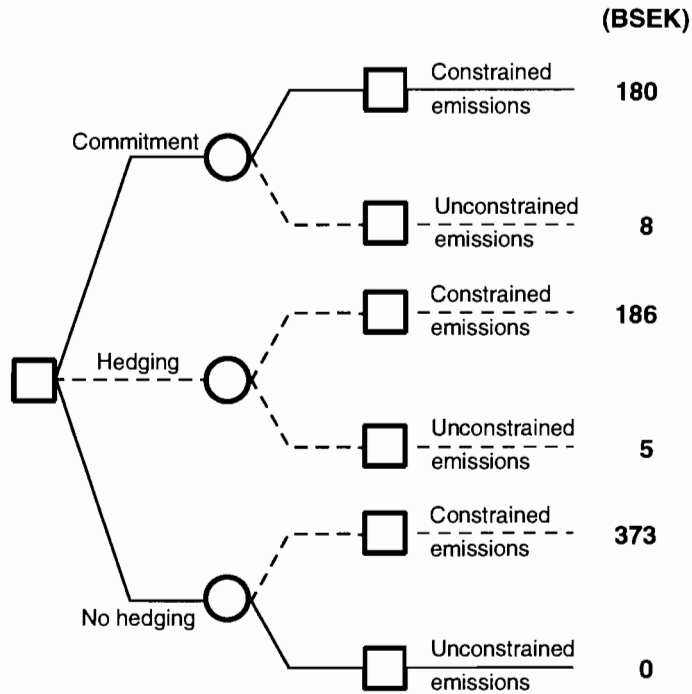 (BSEK)
Constrained
emissions
180
Commitment
Unconstrained
emissions
8
Constrained
emissions
186
Hedging
Unconstrained
emissions
5
Constrained
emissions
373
No hedging
Unconstrained
emissions
0